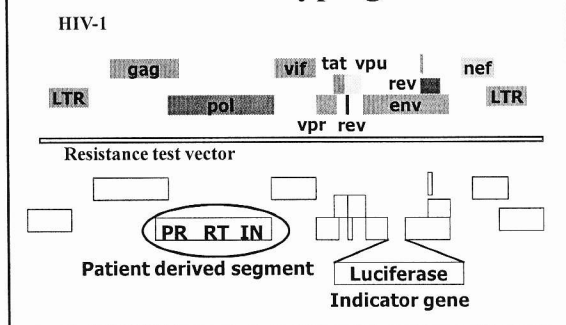 HIV-1
gag
vif
tat vpu
nef
rev
LTR
pol
env
LTR
vpr rev
Resistance test vector
PR RT IN
Patient derived segment
Luciferase
Indicator gene